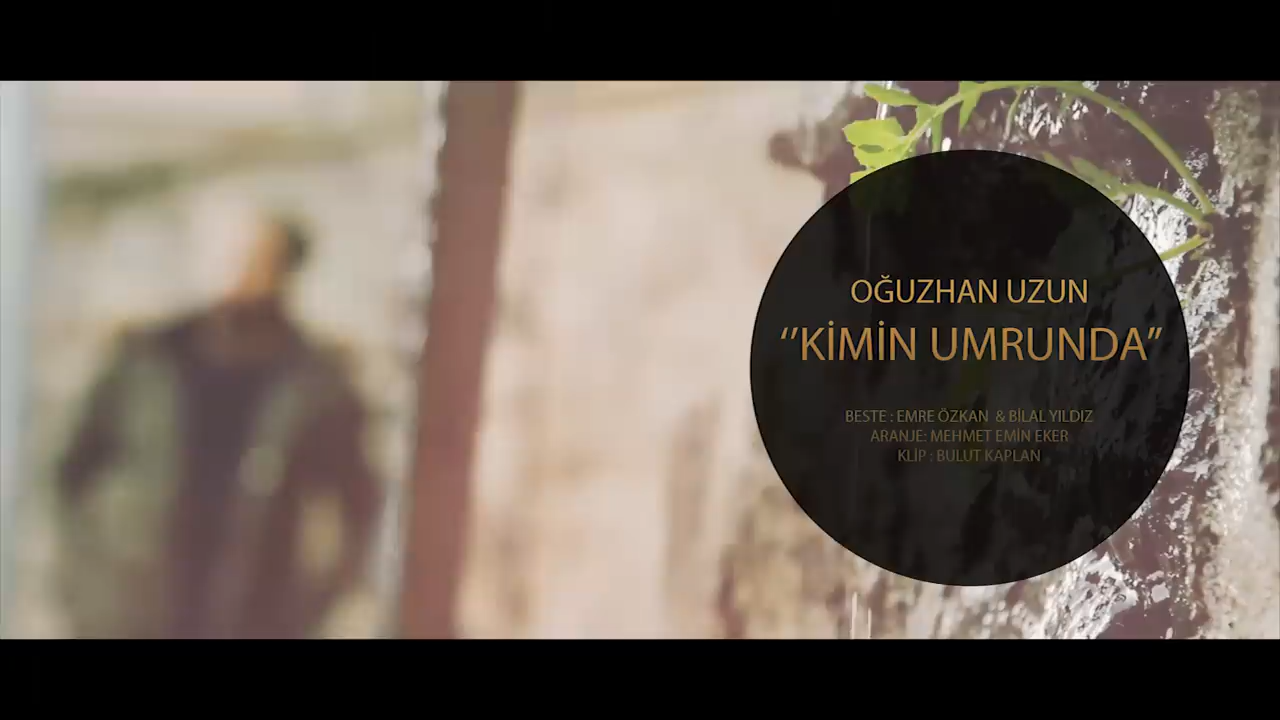 OĞUZHAN UZUN
‘’KİMİN UMRUNDA”
BESTE : EMRE ÖZKAN & BİLAL YILDIZ
ARANJE: MEHMET EMİN EKER
KLİP : BULUT KAPLAN